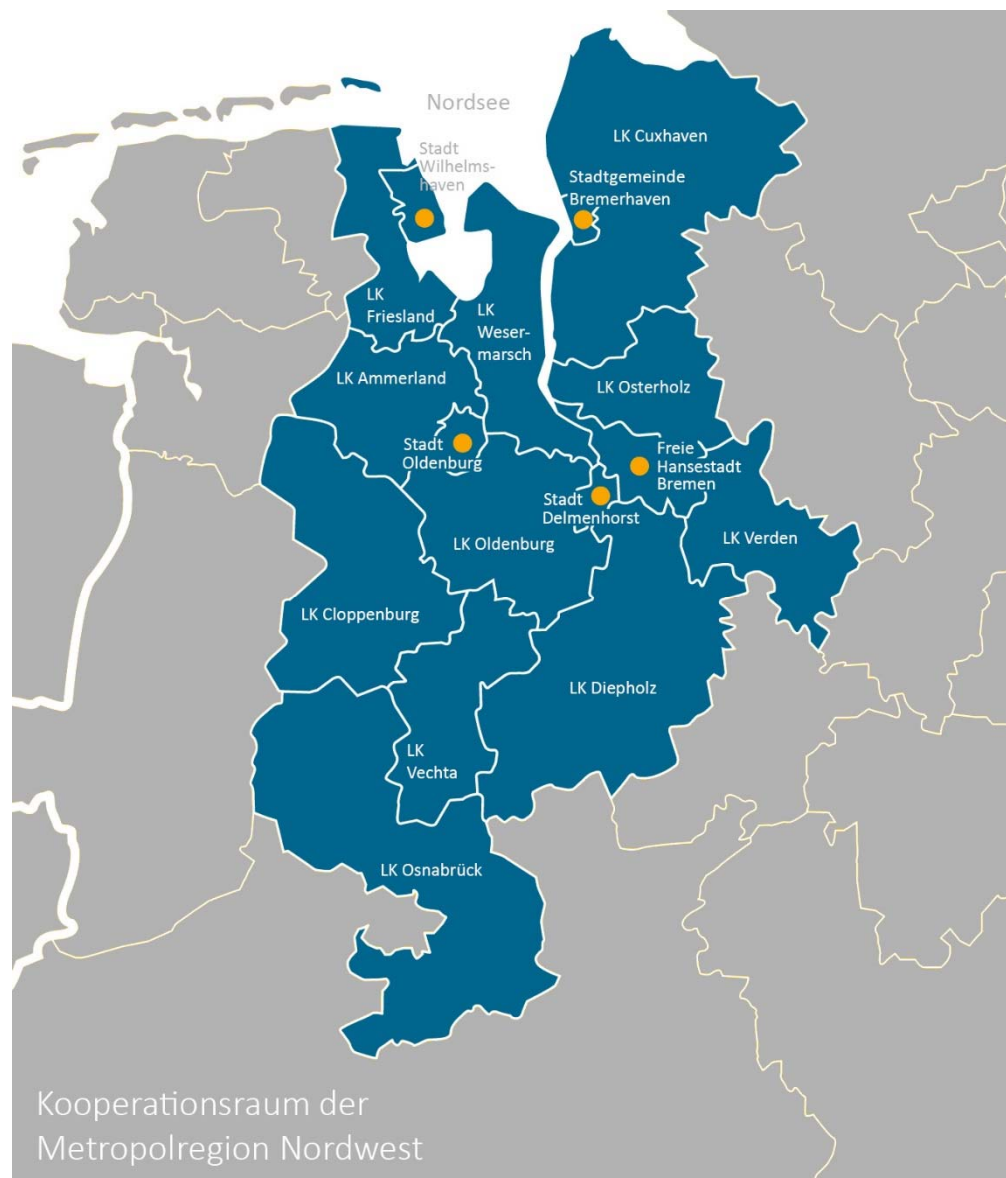 Nordsee
LK Cuxhaven
Stadt
Wilhelms-
haven
Stadtgemeinde
Bremerhaven
LK
Friesland
LK
Weser-
marsch
LK Ammerland
LK Osterholz
Stadt
Oldenburg
Freie
Hansestadt
Bremen
Stadt
Delmenhorst
LK Oldenburg
LK Verden
LK Cloppenburg
LK Diepholz
LK
Vechta
LK Osnabrück
Kooperationsraum der
Metropolregion Nordwest